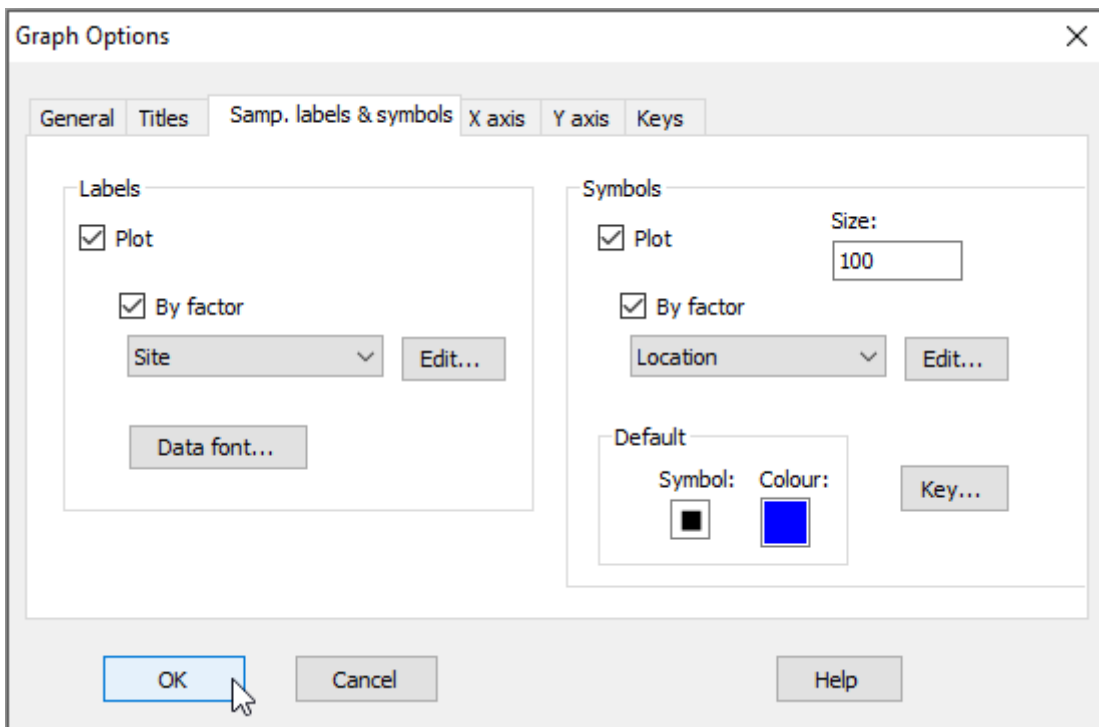 Graph Options
General Titles Samp. labels & symbols X axis Y axis Keys
Labels
Plot
By factor
Site Edit...
Data font...
Symbols
Plot
Size:
100
By factor
Location Edit...
Default
Symbol: Colour:
Key...
OK Cancel Help